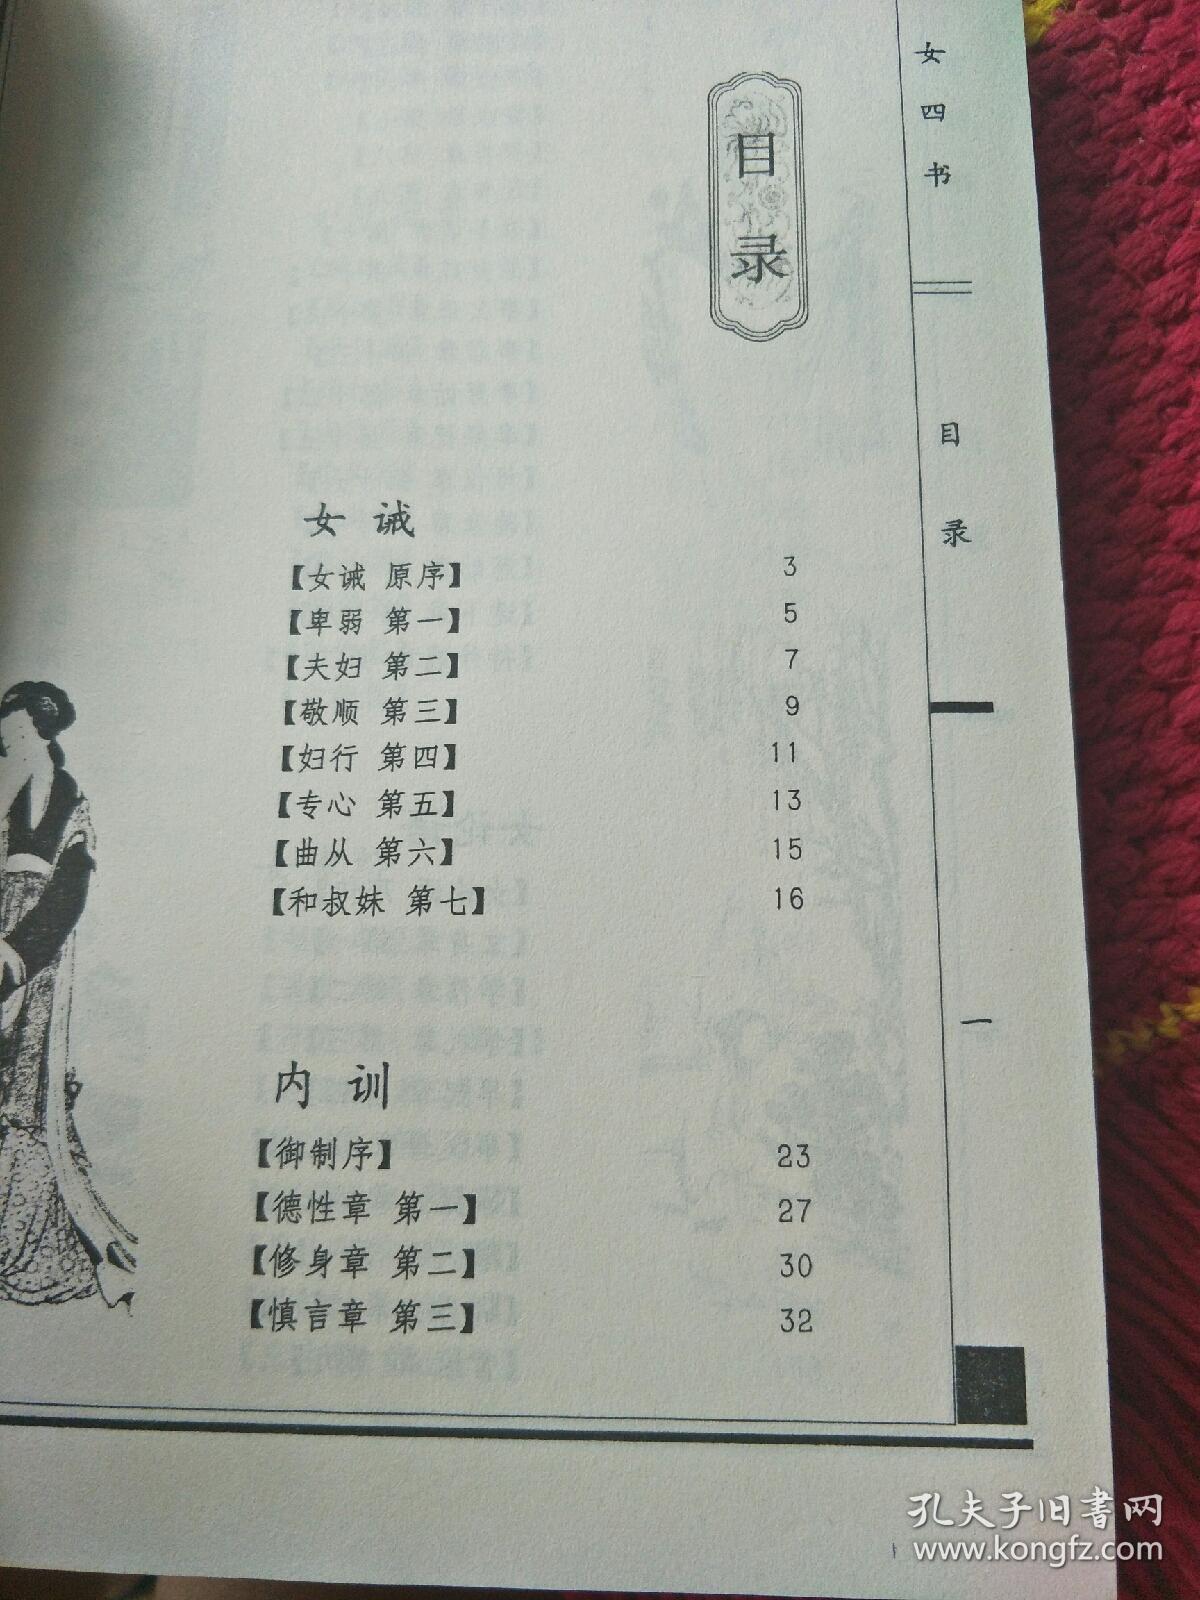 女四书
目录
一
目录
女诫
【女诫 原序】 3
【卑弱 第一】 5
【夫妇 第二】 7
【敬顺 第三】 9
【妇行 第四】 11
【专心 第五】 13
【曲从 第六】 15
【和叔妹 第七】 16
内训
【御制序】 23
【德性章 第一】 27
【修身章 第二】 30
【慎言章 第三】 32
孔夫子旧书网
www.kongfz.com